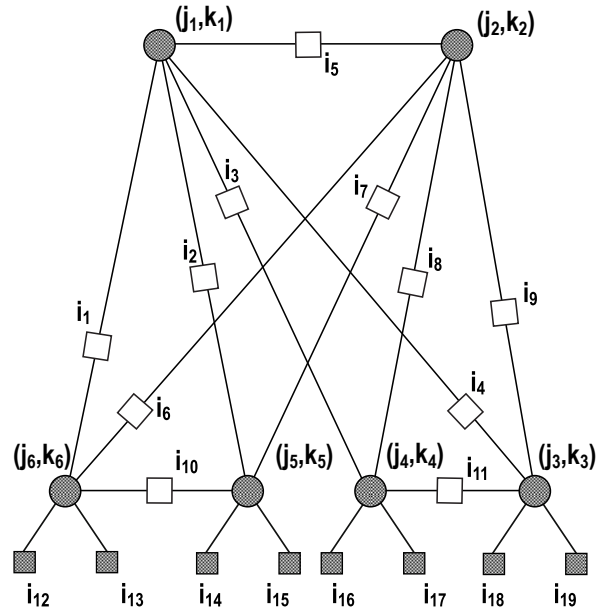 (j₁,k₁)
(j₂,k₂)
i₅
i₃
i₇
i₂
i₈
i₉
i₁
i₆
i₄
(j₆,k₆)
i₁₀
(j₅,k₅)
(j₄,k₄)
i₁₁
(j₃,k₃)
i₁₂ i₁₃ i₁₄ i₁₅ i₁₆ i₁₇ i₁₈ i₁₉